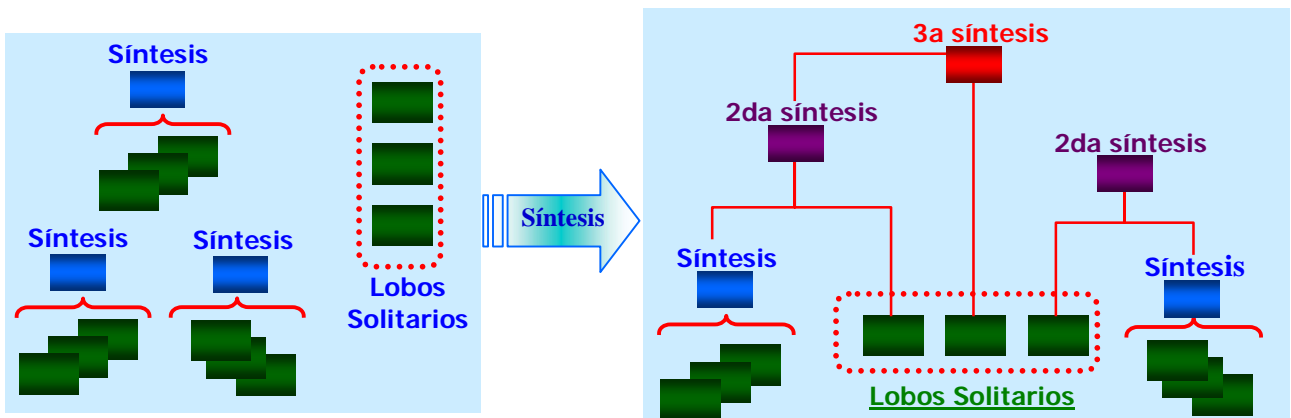 Síntesis
Síntesis
Síntesis
Lobos
Solitarios
Síntesis
3a síntesis
2da síntesis
2da síntesis
Síntesis
Síntesis
Lobos Solitarios